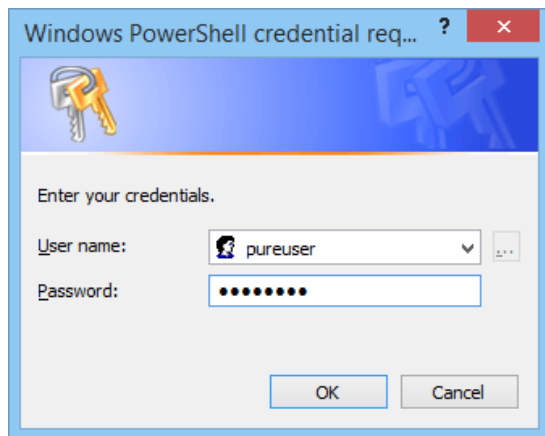 Windows PowerShell credential req...
?
Enter your credentials.
User name:
pureuser
...
Password:
••••••••
OK
Cancel